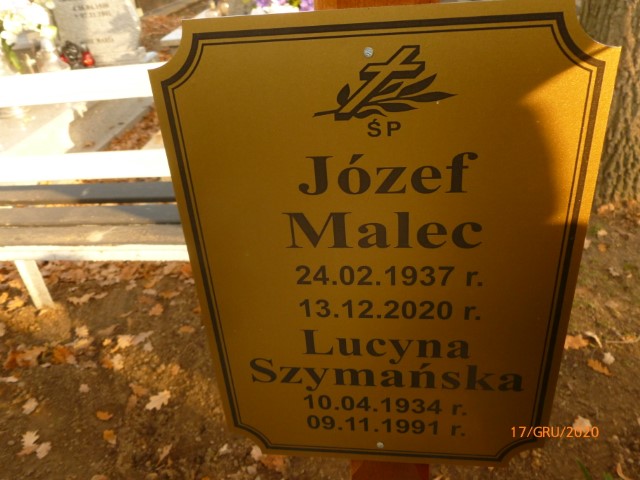 ŚP
Józef
Malec
24.02.1937 r.
13.12.2020 r.
Lucyna
Szymańska
10.04.1934 r.
09.11.1991 r.
17/GRU/2020